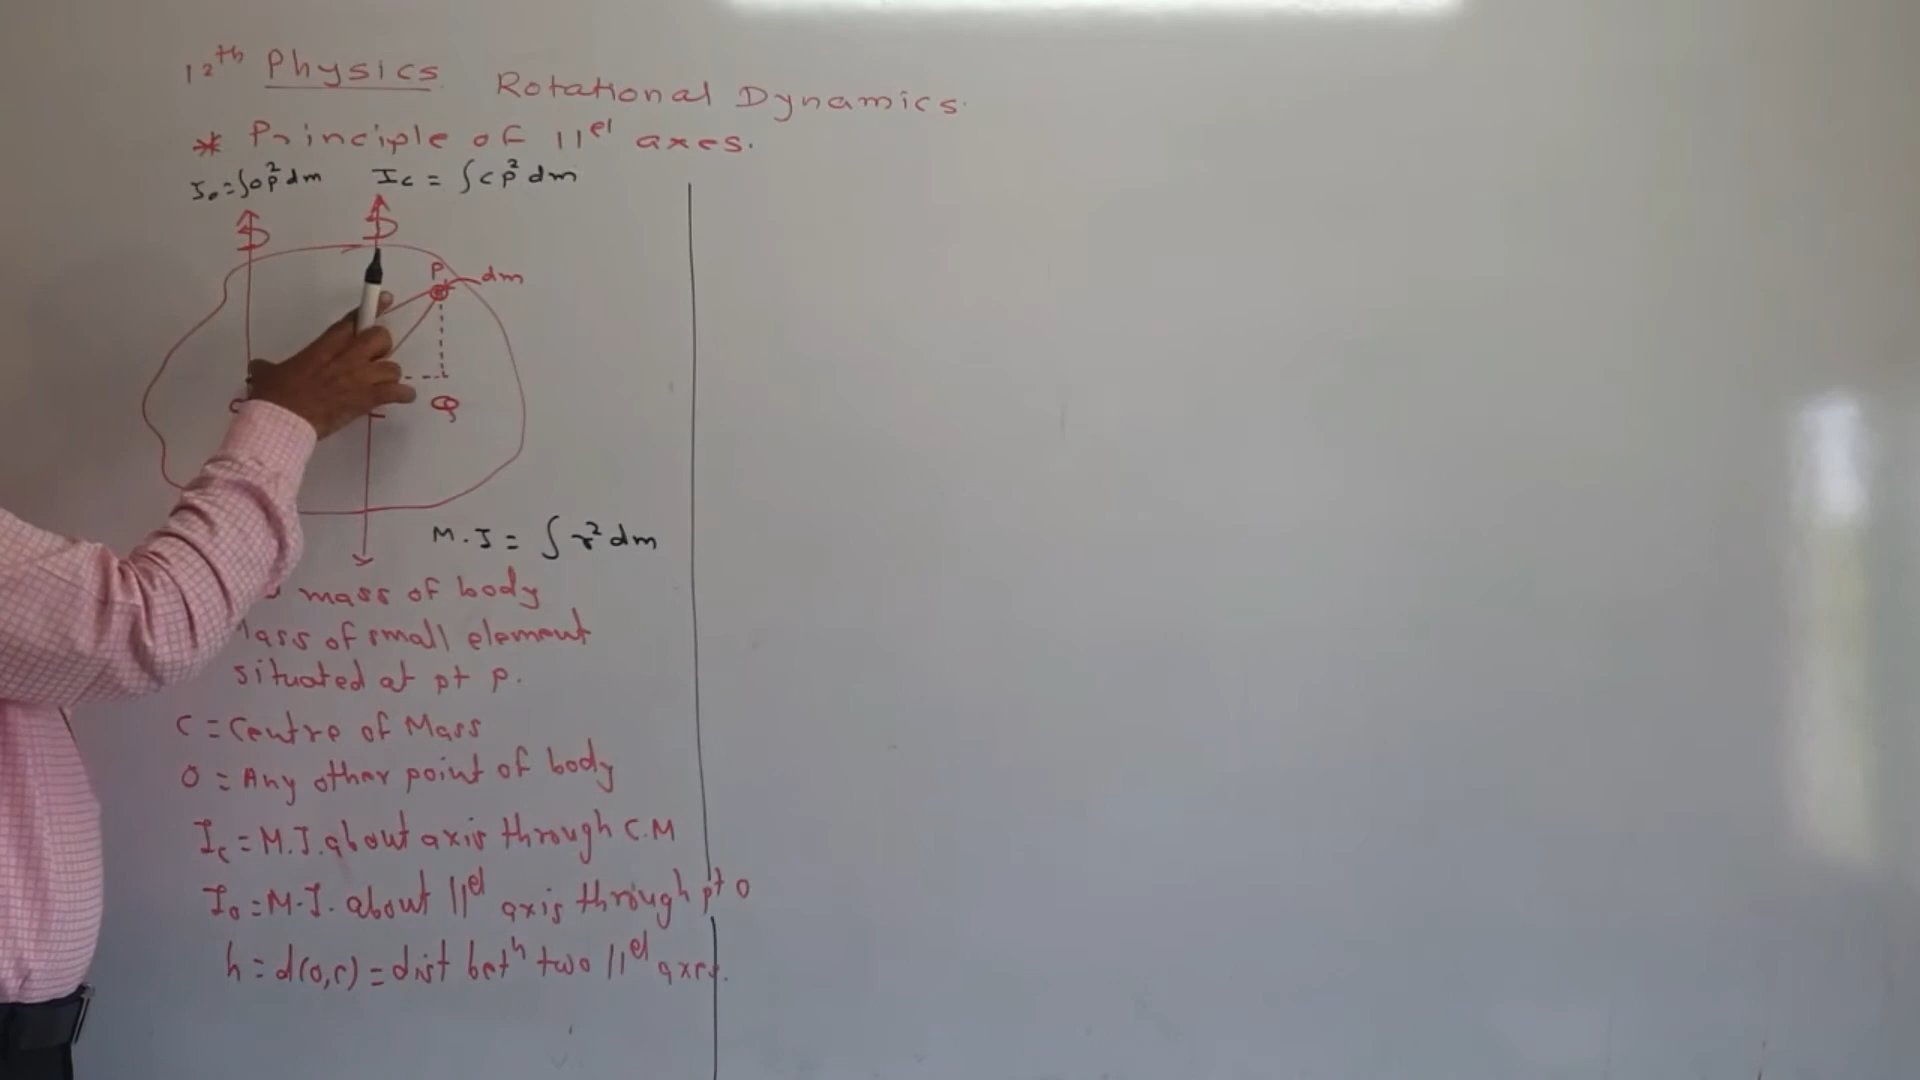 12th Physics. Rotational Dynamics.
* Principle of 11el axes.
Io = ∫OP² dm Ic = ∫CP² dm
P dm
Q
M.I = ∫r² dm
mass of body
Mass of small element
situated at pt P.
C = Centre of Mass
O = Any other point of body
Ic = M.I. about axis through C.M
Io = M.I. about 11el axis through pt O
h = d(O,C) = dist betn two 11el axes.